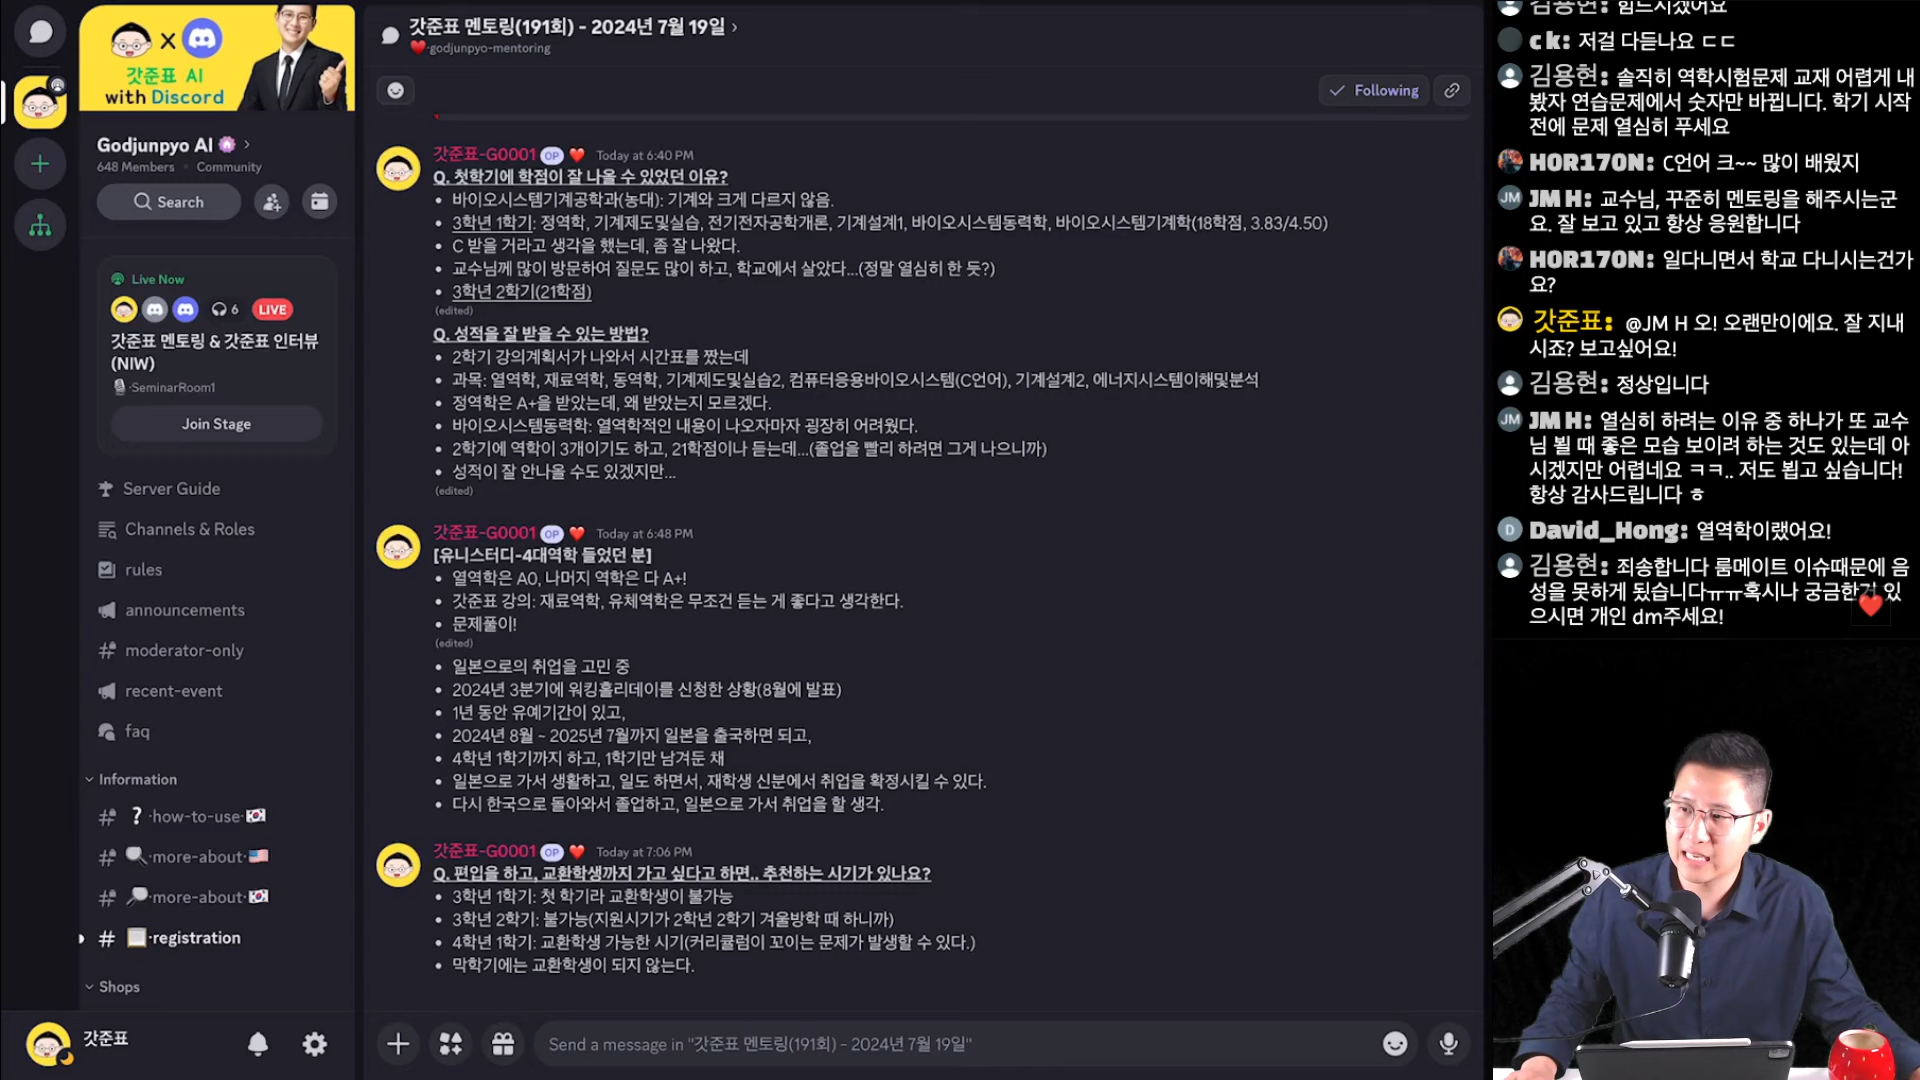 갓준표 AI
with Discord
Godjunpyo AI
648 Members • Community
Search
Live Now
6 LIVE
갓준표 멘토링 & 갓준표 인터뷰
(NIW)
SeminarRoom1
Join Stage
Server Guide
Channels & Roles
rules
announcements
moderator-only
recent-event
faq
Information
how-to-use
more-about
more-about
registration
Shops
갓준표
갓준표 멘토링(191회) - 2024년 7월 19일
godjunpyo-mentoring
Following
갓준표-G0001 OP Today at 6:40 PM
Q. 첫학기에 학점이 잘 나올 수 있었던 이유?
• 바이오시스템기계공학과(농대): 기계와 크게 다르지 않음.
• 3학년 1학기: 정역학, 기계제도및실습, 전기전자공학개론, 기계설계1, 바이오시스템동력학, 바이오시스템기계학(18학점, 3.83/4.50)
• C 받을 거라고 생각을 했는데, 좀 잘 나왔다.
• 교수님께 많이 방문하여 질문도 많이 하고, 학교에서 살았다...(정말 열심히 한 듯?)
• 3학년 2학기(21학점)
(edited)
Q. 성적을 잘 받을 수 있는 방법?
• 2학기 강의계획서가 나와서 시간표를 짰는데
• 과목: 열역학, 재료역학, 동역학, 기계제도및실습2, 컴퓨터응용바이오시스템(C언어), 기계설계2, 에너지시스템이해및분석
• 정역학은 A+을 받았는데, 왜 받았는지 모르겠다.
• 바이오시스템동력학: 열역학적인 내용이 나오자마자 굉장히 어려웠다.
• 2학기에 역학이 3개이기도 하고, 21학점이나 듣는데...(졸업을 빨리 하려면 그게 나으니까)
• 성적이 잘 안나올 수도 있겠지만...
(edited)
갓준표-G0001 OP Today at 6:48 PM
[유니스터디-4대역학 들었던 분]
• 열역학은 A0, 나머지 역학은 다 A+!
• 갓준표 강의: 재료역학, 유체역학은 무조건 듣는 게 좋다고 생각한다.
• 문제풀이!
(edited)
• 일본으로의 취업을 고민 중
• 2024년 3분기에 워킹홀리데이를 신청한 상황(8월에 발표)
• 1년 동안 유예기간이 있고,
• 2024년 8월 ~ 2025년 7월까지 일본을 출국하면 되고,
• 4학년 1학기까지 하고, 1학기만 남겨둔 채
• 일본으로 가서 생활하고, 일도 하면서, 재학생 신분에서 취업을 확정시킬 수 있다.
• 다시 한국으로 돌아와서 졸업하고, 일본으로 가서 취업을 할 생각.
갓준표-G0001 OP Today at 7:06 PM
Q. 편입을 하고, 교환학생까지 가고 싶다고 하면.. 추천하는 시기가 있나요?
• 3학년 1학기: 첫 학기라 교환학생이 불가능
• 3학년 2학기: 불가능(지원시기가 2학년 2학기 겨울방학 때 하니까)
• 4학년 1학기: 교환학생 가능한 시기(커리큘럼이 꼬이는 문제가 발생할 수 있다.)
• 막학기에는 교환학생이 되지 않는다.
Send a message in "갓준표 멘토링(191회) - 2024년 7월 19일"
김용현: 힘드시겠어요
c k: 저걸 다듣나요 ㄷㄷ
김용현: 솔직히 역학시험문제 교재 어렵게 내
봤자 연습문제에서 숫자만 바뀝니다. 학기 시작
전에 문제 열심히 푸세요
H0R170N: C언어 크~~ 많이 배웠지
JM JM H: 교수님, 꾸준히 멘토링을 해주시는군
요. 잘 보고 있고 항상 응원합니다
H0R170N: 일다니면서 학교 다니시는건가
요?
갓준표: @JM H 오! 오랜만이에요. 잘 지내
시죠? 보고싶어요!
김용현: 정상입니다
JM JM H: 열심히 하려는 이유 중 하나가 또 교수
님 뵐 때 좋은 모습 보이려 하는 것도 있는데 아
시겠지만 어렵네요 ㅋㅋ.. 저도 뵙고 싶습니다!
항상 감사드립니다 ㅎ
D David_Hong: 열역학이랬어요!
김용현: 죄송합니다 룸메이트 이슈때문에 음
성을 못하게 됬습니다ㅠㅠ혹시나 궁금한거 있
으시면 개인 dm주세요!